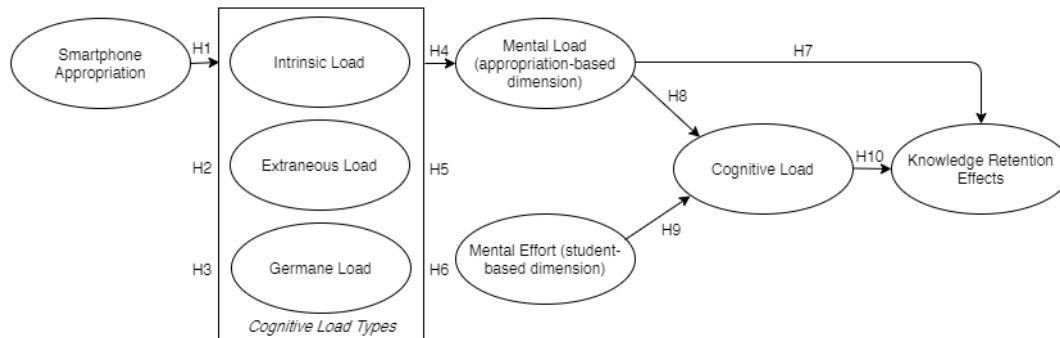 Smartphone
Appropriation
H1
Intrinsic Load
H4
Mental Load
(appropriation-based
dimension)
H7
H8
H2
Extraneous Load
H5
Cognitive Load
H10
Knowledge Retention
Effects
H3
Germane Load
H6
Mental Effort (student-
based dimension)
H9
Cognitive Load Types